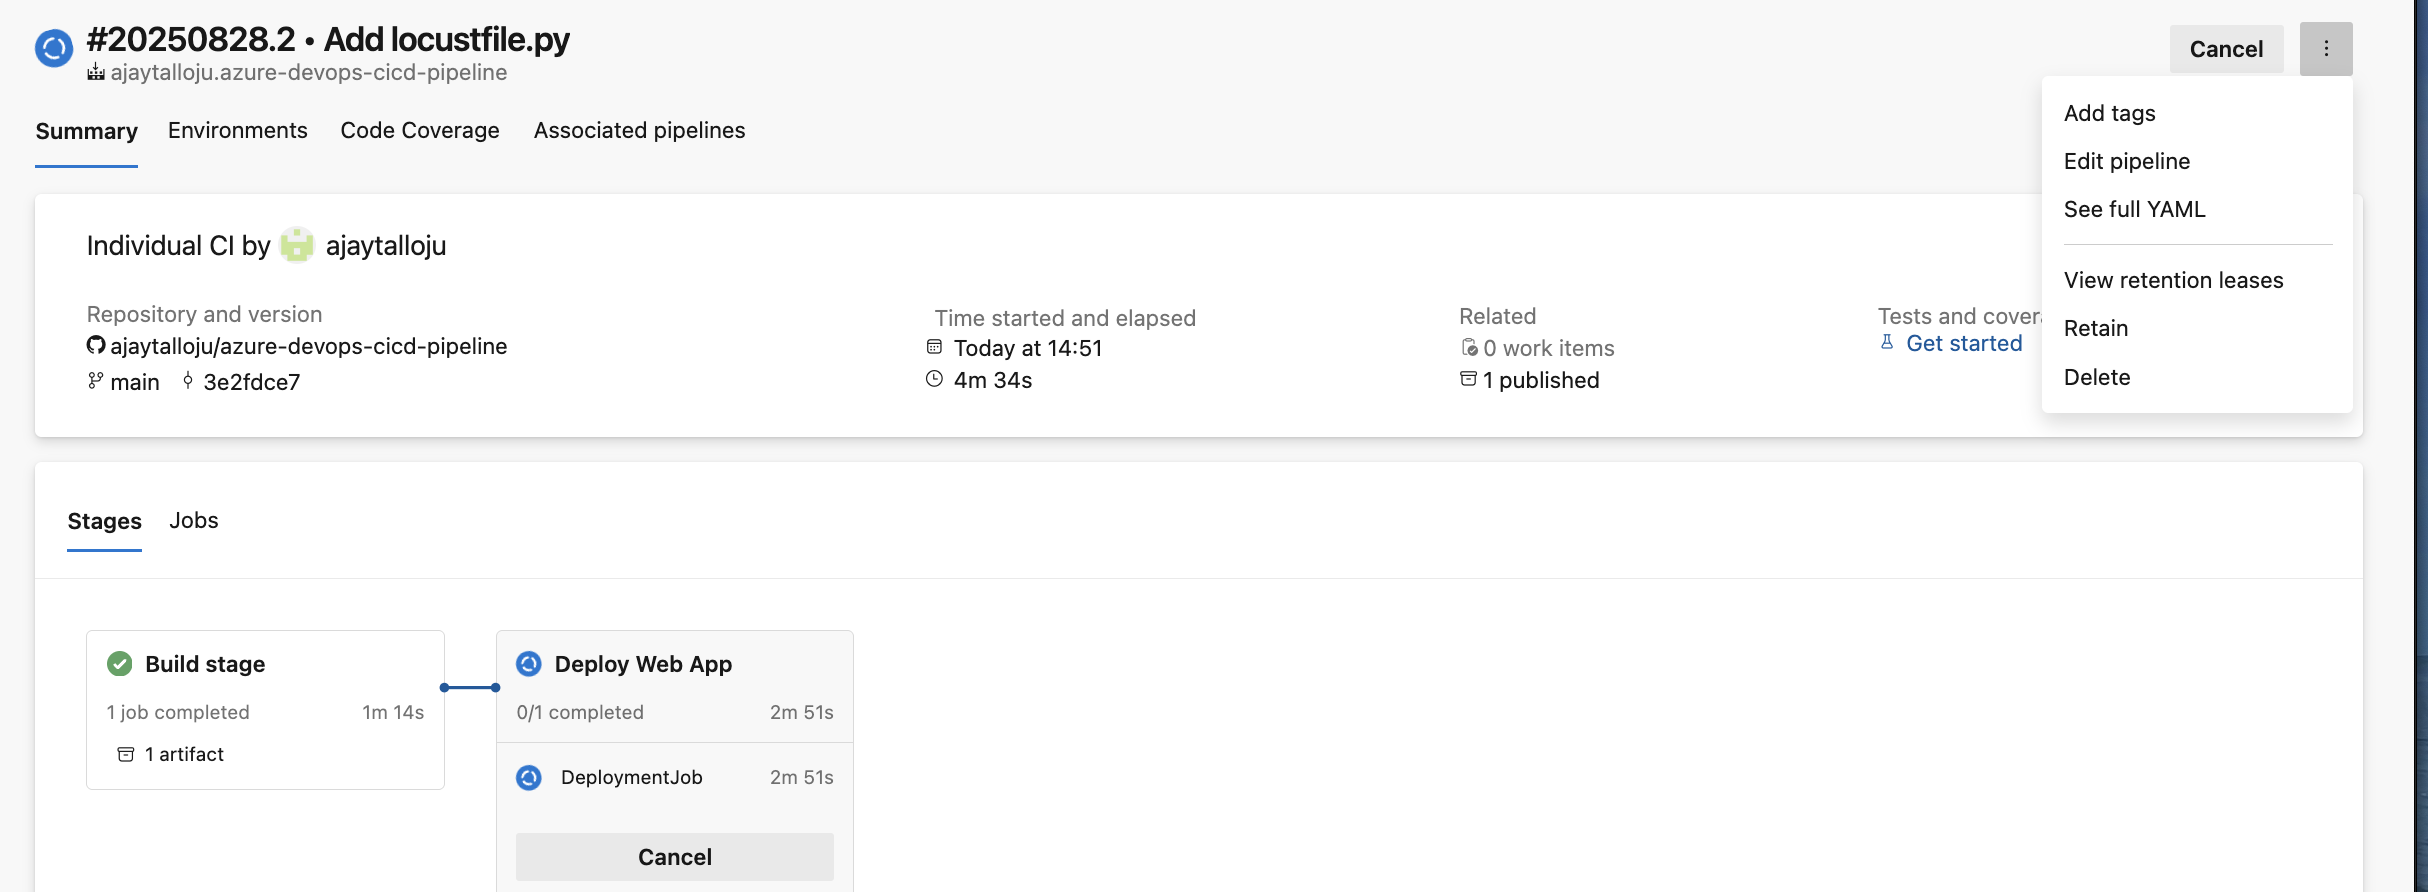 #20250828.2 • Add locustfile.py
ajaytalloju.azure-devops-cicd-pipeline
Cancel
Summary Environments Code Coverage Associated pipelines
Add tags
Edit pipeline
See full YAML
View retention leases
Retain
Delete
Individual CI by ajaytalloju
Repository and version
ajaytalloju/azure-devops-cicd-pipeline
main 3e2fdce7
Time started and elapsed
Today at 14:51
4m 34s
Related
0 work items
1 published
Tests and cover
Get started
Stages Jobs
Build stage
1 job completed 1m 14s
1 artifact
Deploy Web App
0/1 completed 2m 51s
DeploymentJob 2m 51s
Cancel